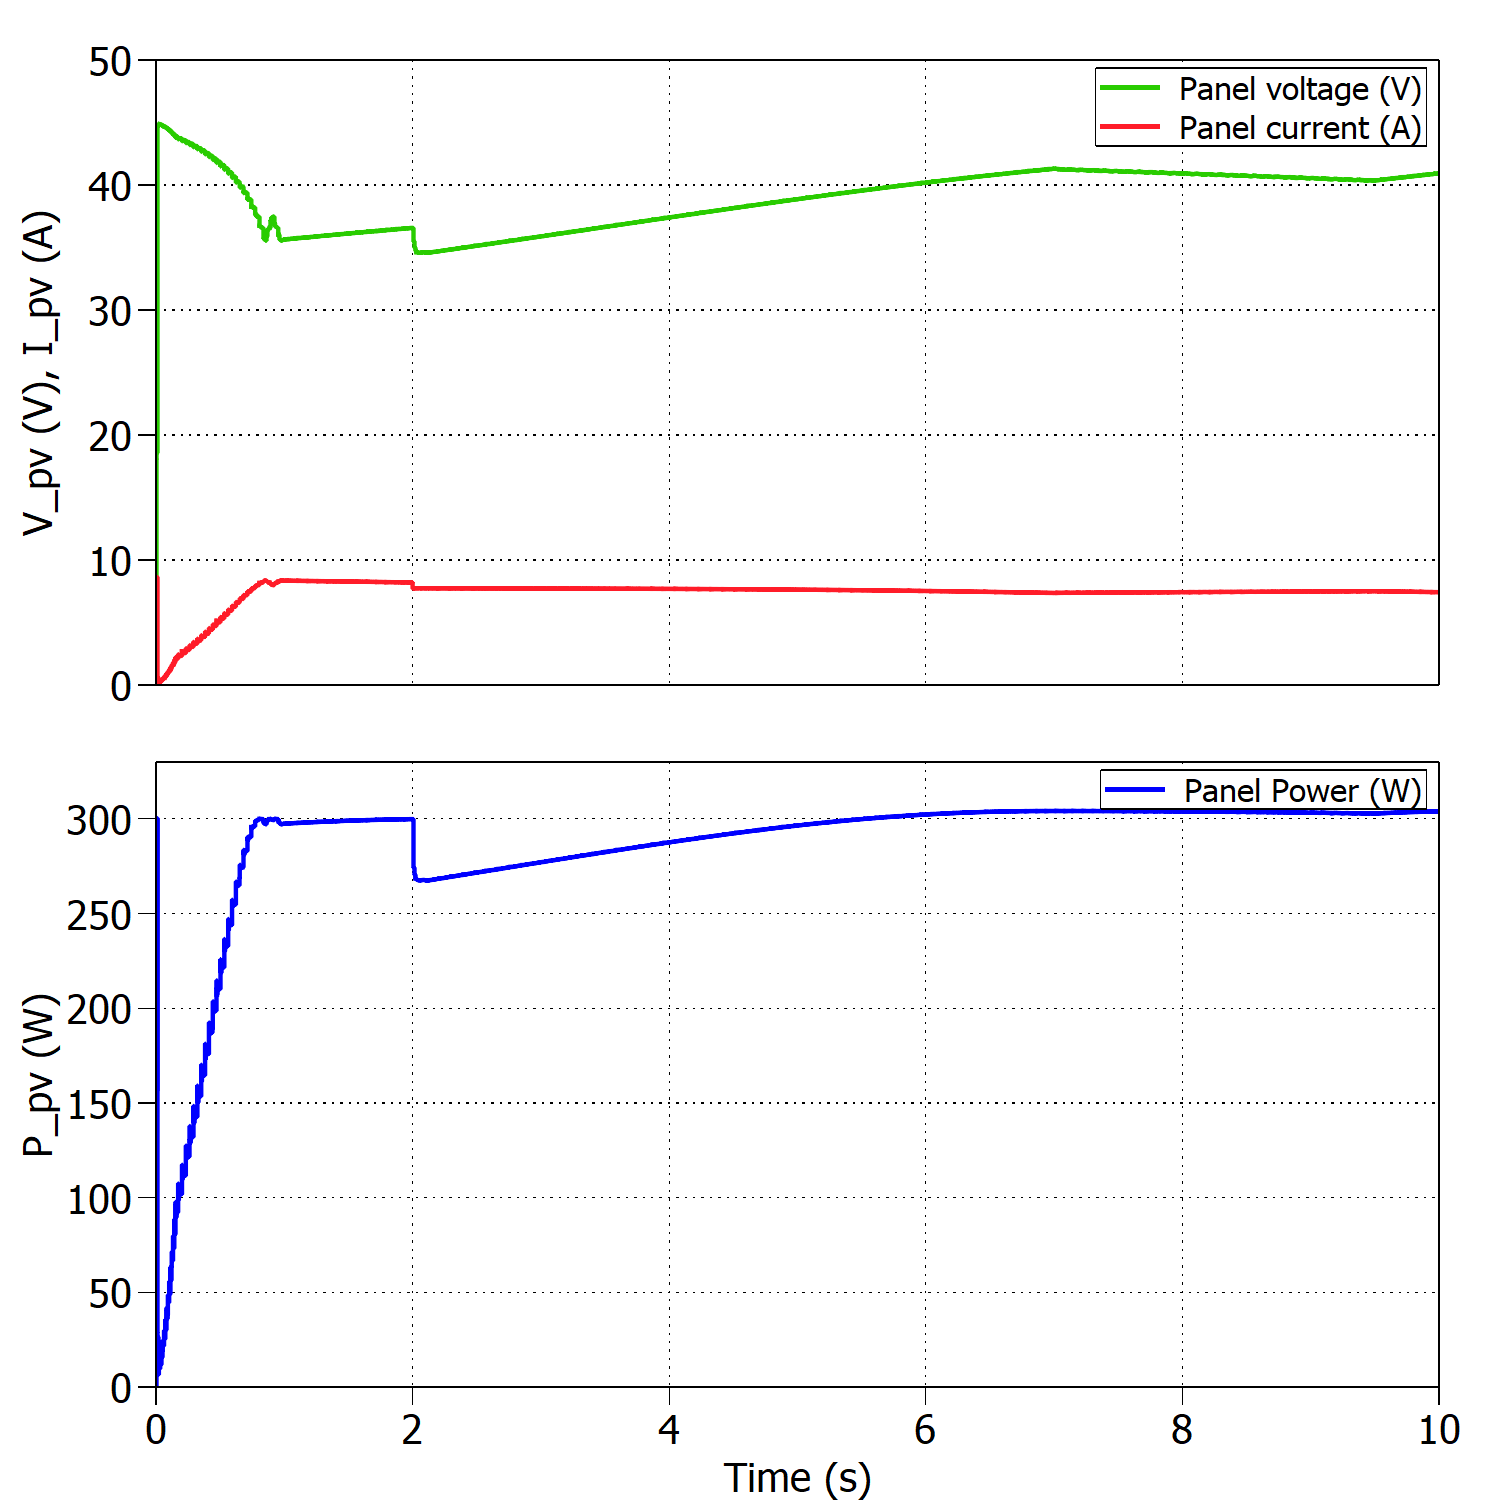 50
40
30
20
10
0
V_pv (V), I_pv (A)
Panel voltage (V)
Panel current (A)
300
250
200
150
100
50
0
P_pv (W)
Panel Power (W)
0 2 4 6 8 10
Time (s)